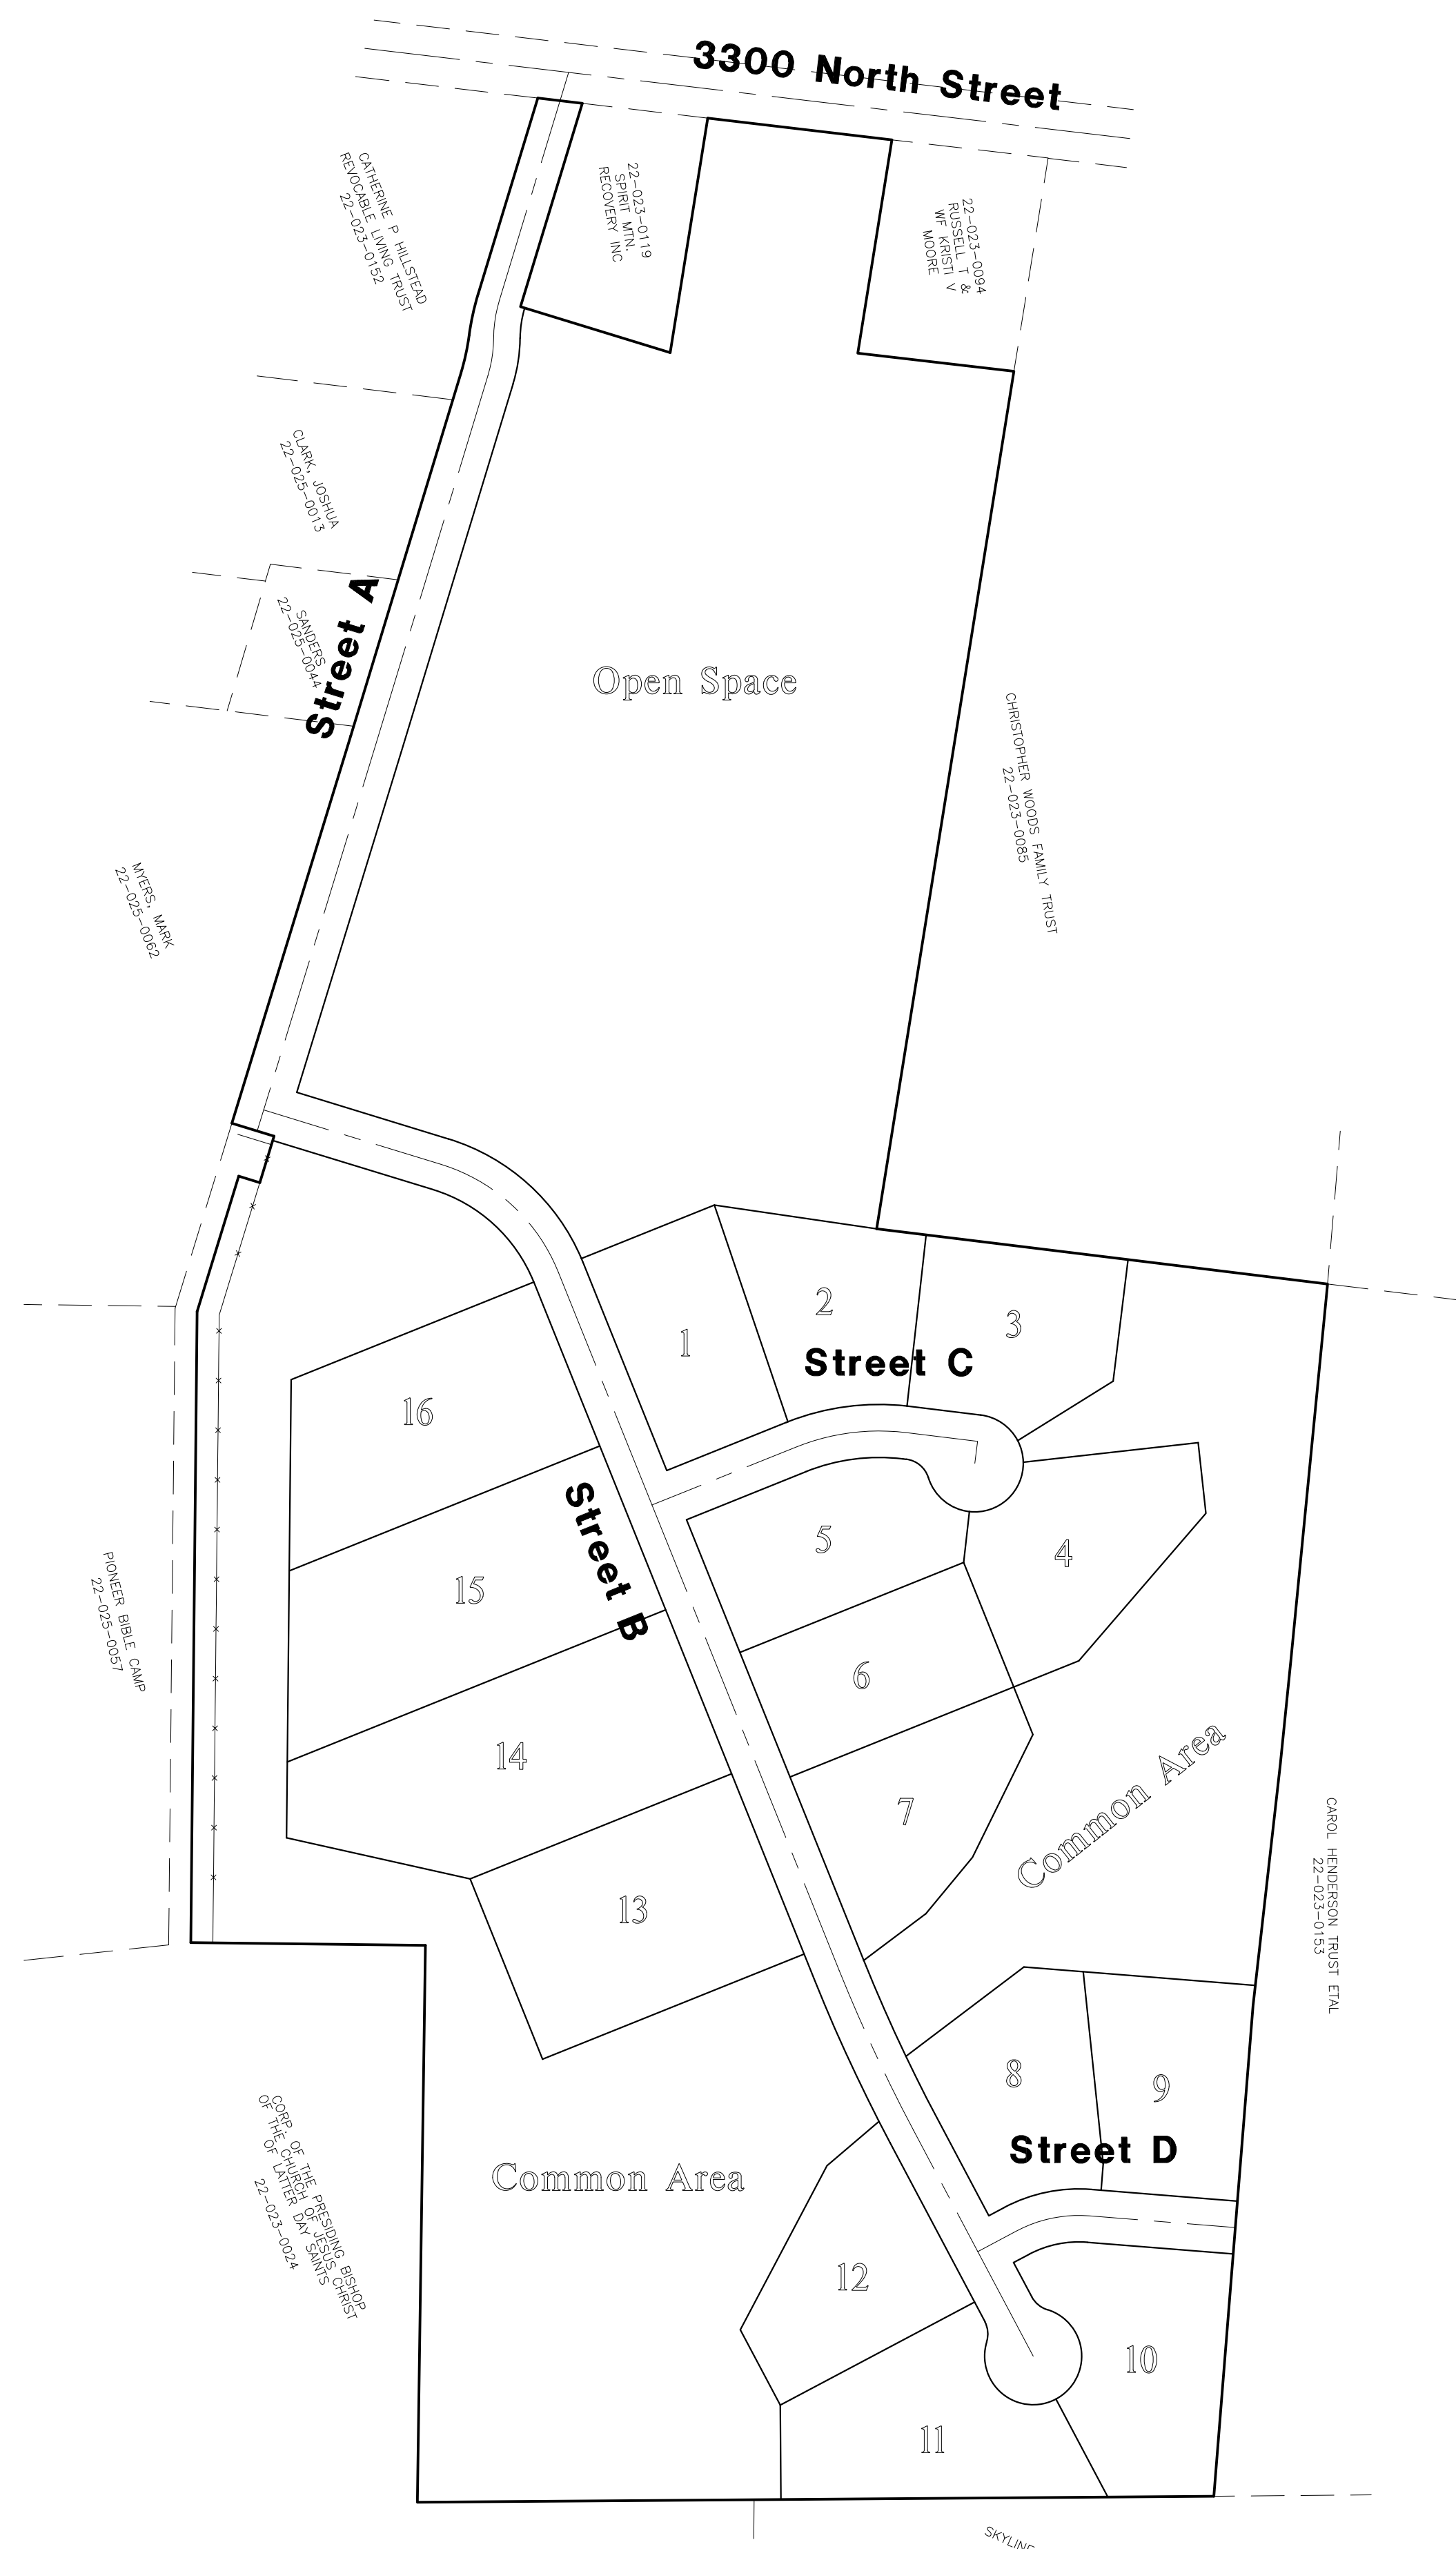 3300 North Street
CATHERINE P HILLSTEAD
REVOCABLE LIVING TRUST
22-023-0152
22-023-0119
SPIRIT MTN.
RECOVERY INC
22-023-0094
RUSSELL T &
WF KRISTI V
MOORE
CLARK, JOSHUA
22-025-0013
SANDERS
22-025-0044
Street A
Open Space
CHRISTOPHER WOODS FAMILY TRUST
22-023-0085
MYERS, MARK
22-025-0062
1
2
3
Street C
16
Street B
5
4
15
6
PIONEER BIBLE CAMP
22-025-0057
14
7
Common Area
13
CAROL HENDERSON TRUST ETAL
22-023-0153
8
9
Street D
Common Area
CORP. OF THE PRESIDING BISHOP
OF THE CHURCH OF JESUS CHRIST
OF LATTER DAY SAINTS
22-023-0024
12
10
11
SKYLINE